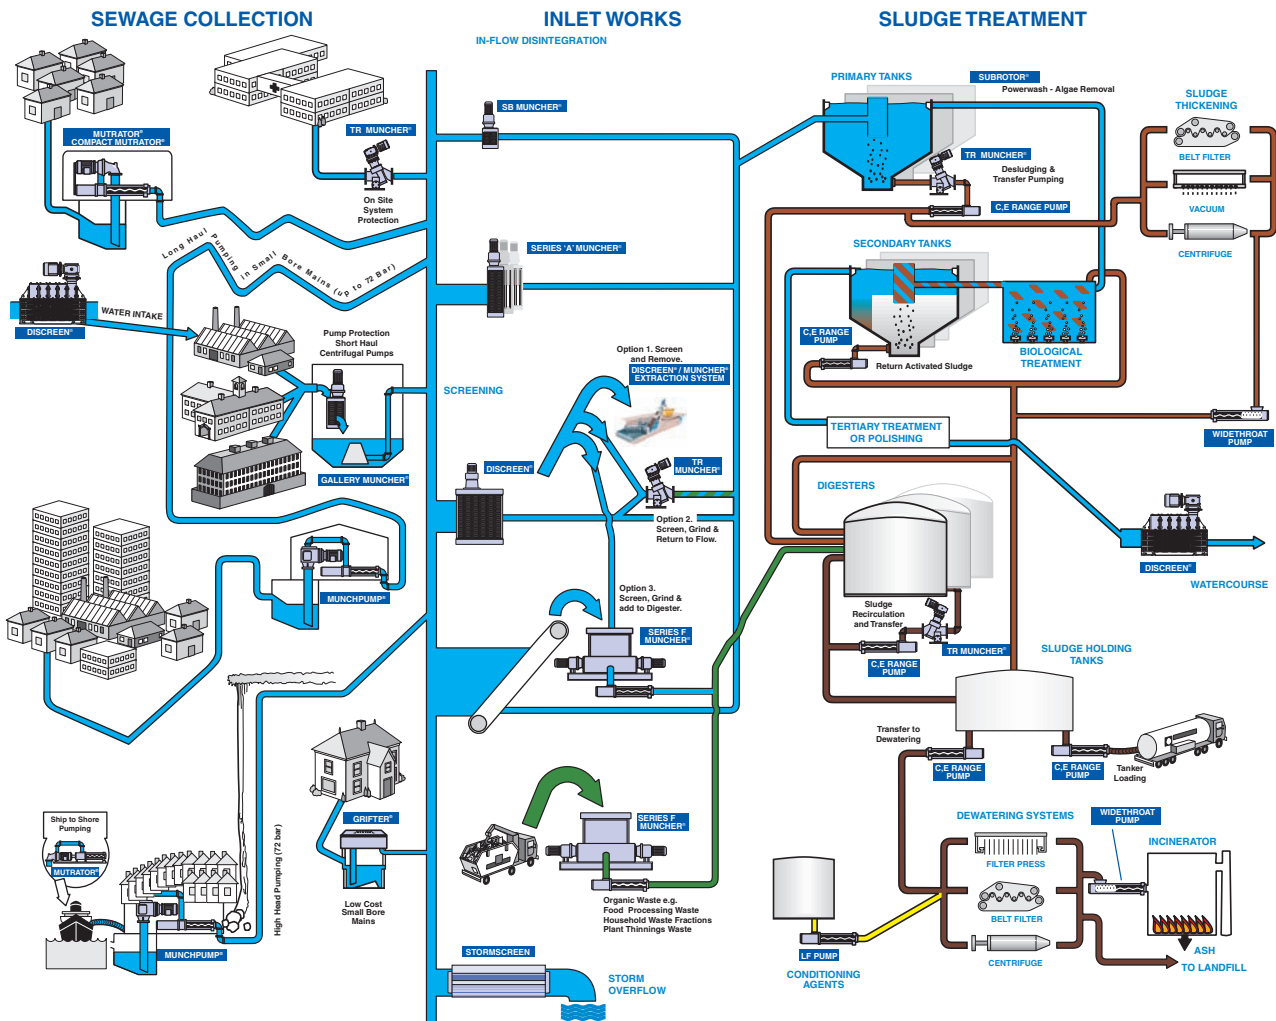 SEWAGE COLLECTION
INLET WORKS
SLUDGE TREATMENT
IN-FLOW DISINTEGRATION
MUTRATOR®
COMPACT MUTRATOR®
TR MUNCHER®
On Site
System
Protection
Long Haul Pumping in Small Bore Mains (up to 72 Bar)
DISCREEN®
WATER INTAKE
Pump Protection
Short Haul
Centrifugal Pumps
GALLERY MUNCHER®
MUNCHPUMP®
High Head Pumping (72 bar)
Ship to Shore
Pumping
MUTRATOR®
MUNCHPUMP®
GRIFTER®
Low Cost
Small Bore
Mains
SB MUNCHER®
SERIES 'A' MUNCHER®
SCREENING
Option 1. Screen
and Remove.
DISCREEN® / MUNCHER®
EXTRACTION SYSTEM
DISCREEN®
TR
MUNCHER®
Option 2.
Screen, Grind &
Return to Flow.
Option 3.
Screen, Grind &
add to Digester.
SERIES F
MUNCHER®
SERIES F
MUNCHER®
Organic Waste e.g.
Food Processing Waste
Household Waste Fractions
Plant Thinnings Waste
STORMSCREEN
STORM
OVERFLOW
PRIMARY TANKS
SUBROTOR®
Powerwash - Algae Removal
TR MUNCHER®
Desludging &
Transfer Pumping
C,E RANGE PUMP
SLUDGE
THICKENING
BELT FILTER
VACUUM
CENTRIFUGE
SECONDARY TANKS
C,E RANGE
PUMP
Return Activated Sludge
BIOLOGICAL
TREATMENT
WIDETHROAT
PUMP
TERTIARY TREATMENT
OR POLISHING
DIGESTERS
Sludge
Recirculation
and Transfer
C,E RANGE
PUMP
TR MUNCHER®
DISCREEN®
WATERCOURSE
SLUDGE HOLDING
TANKS
Transfer to
Dewatering
C,E RANGE
PUMP
C,E RANGE
PUMP
Tanker
Loading
DEWATERING SYSTEMS
FILTER PRESS
BELT FILTER
CENTRIFUGE
WIDETHROAT
PUMP
INCINERATOR
ASH
TO LANDFILL
LF PUMP
CONDITIONING
AGENTS